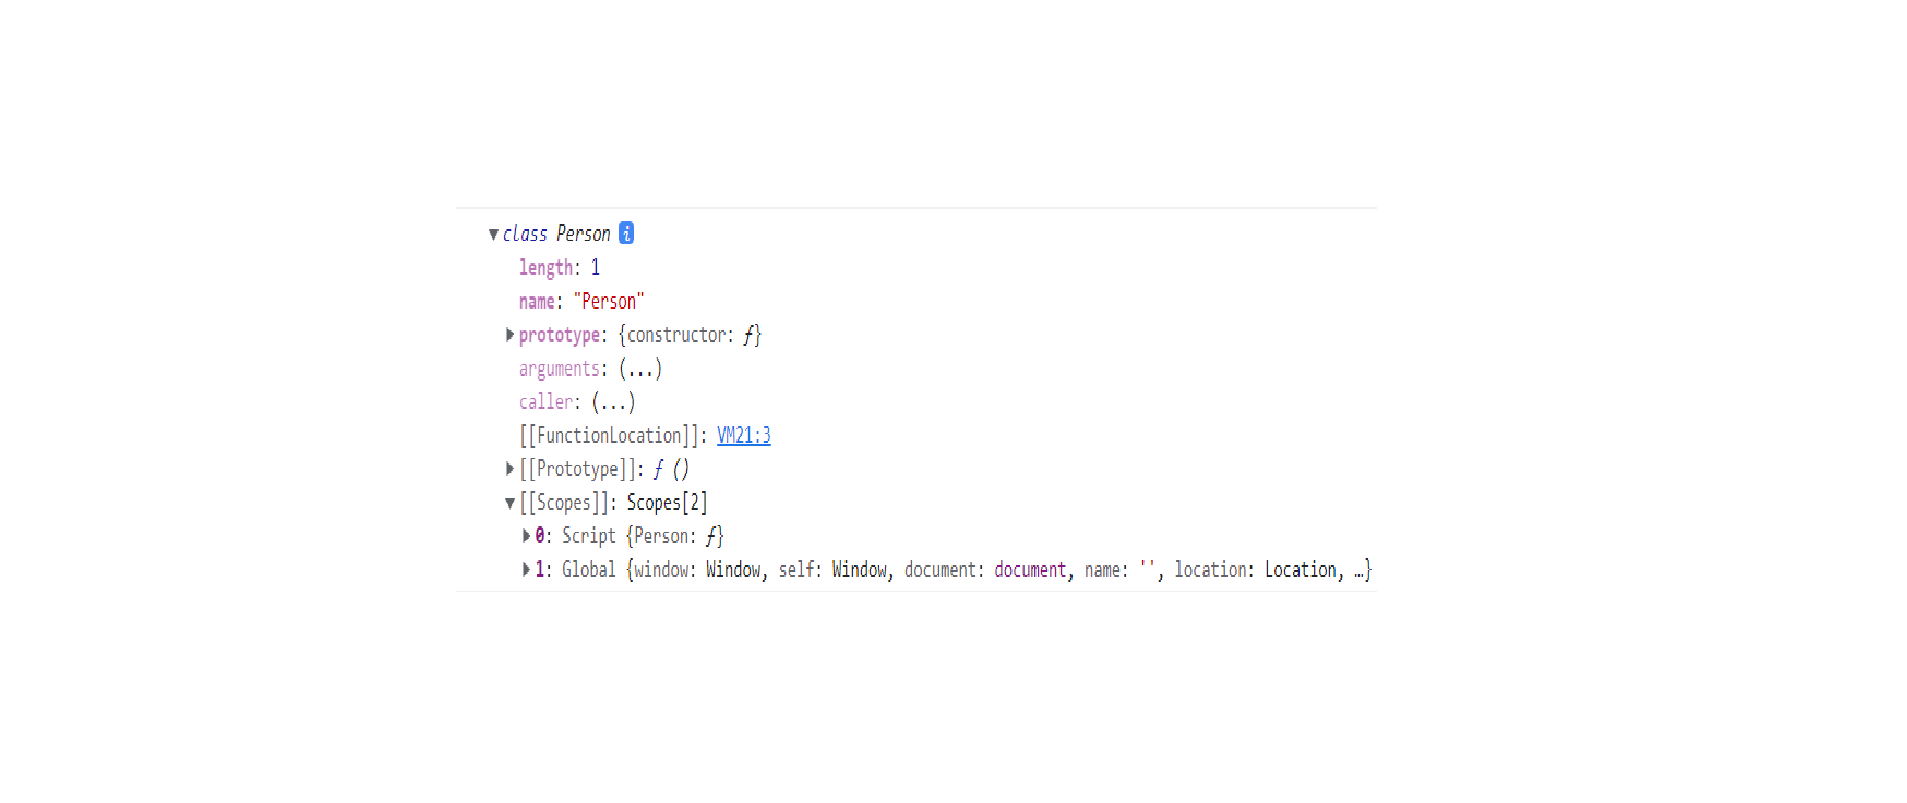 ▼class Person i
length: 1
name: "Person"
▶prototype: {constructor: ƒ}
arguments: (...)
caller: (...)
[[FunctionLocation]]: VM21:3
▶[[Prototype]]: ƒ ()
▼[[Scopes]]: Scopes[2]
▶0: Script {Person: ƒ}
▶1: Global {window: Window, self: Window, document: document, name: '', location: Location, …}